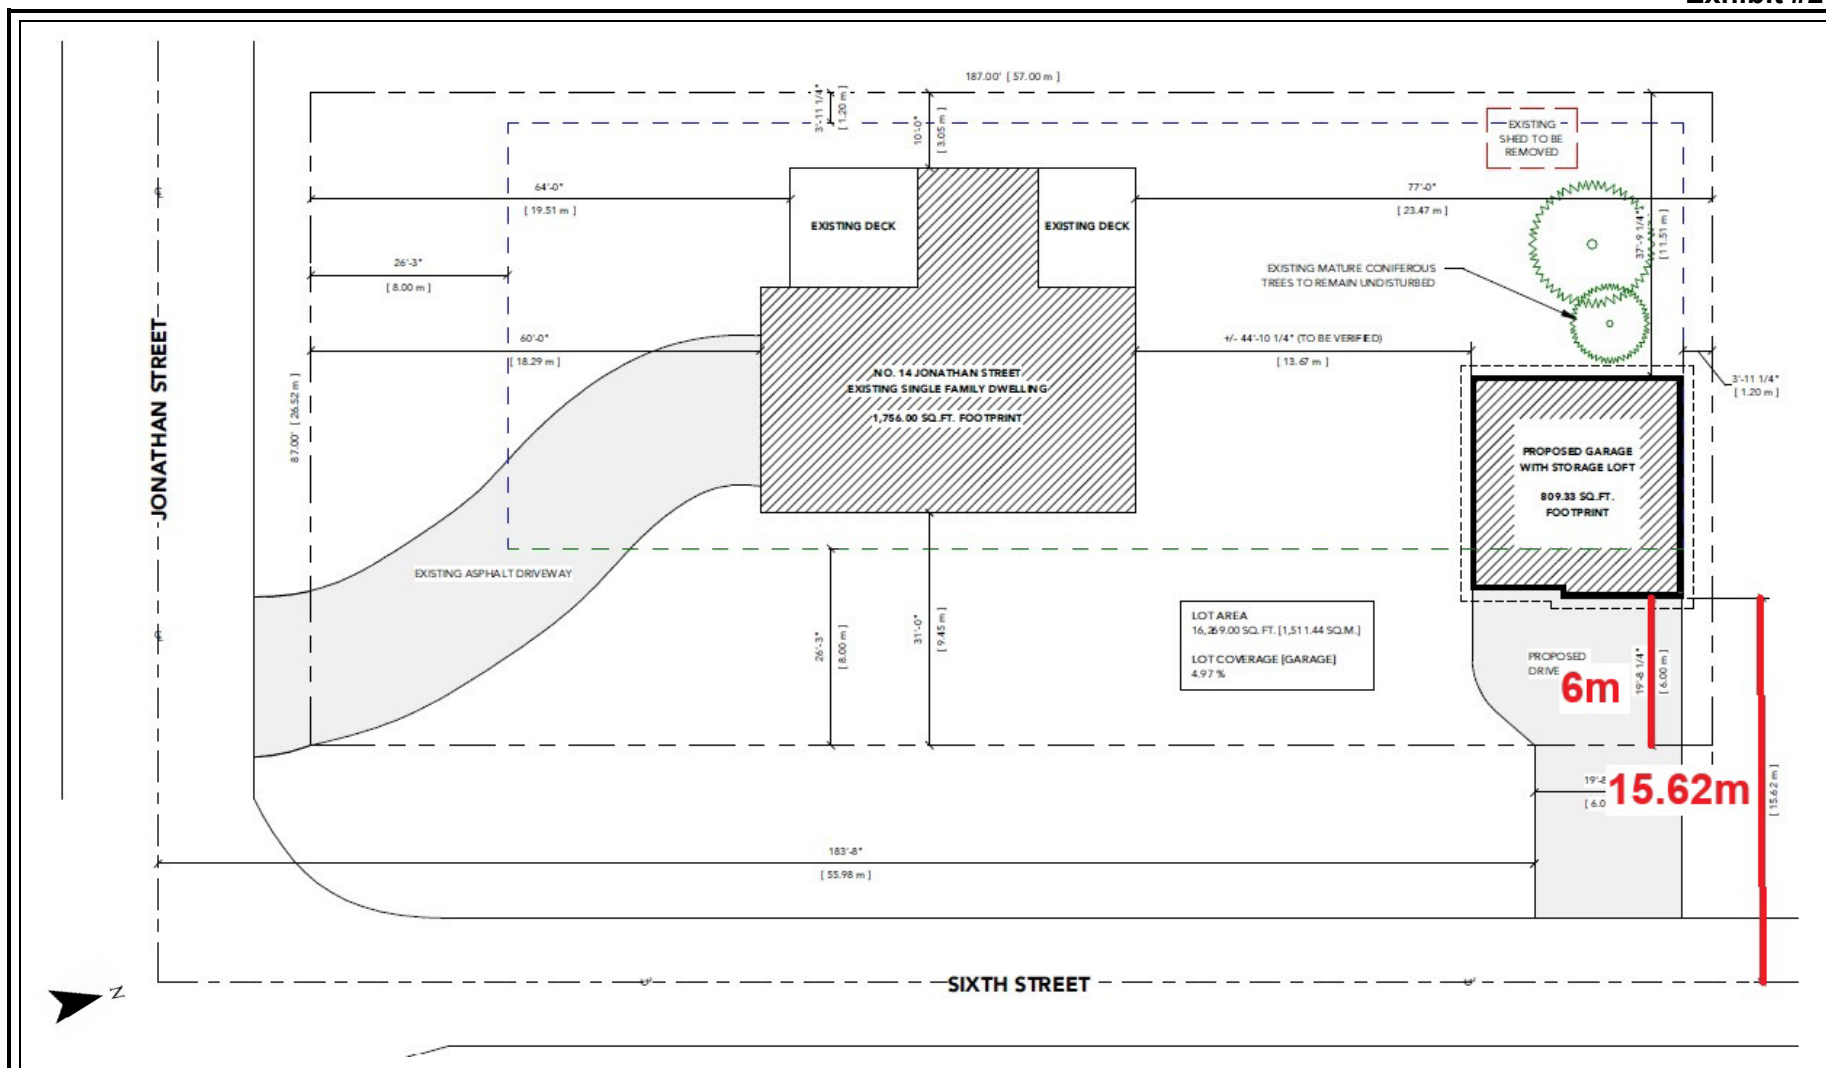 187.00' [ 57.00 m ]
3'-11 1/4"
[ 1.20 m ]
10'-0"
[ 3.05 m ]
EXISTING
SHED TO BE
REMOVED
64'-0"
[ 19.51 m ]
EXISTING DECK
EXISTING DECK
77'-0"
[ 23.47 m ]
37'-9 1/4"
[ 11.51 m ]
26'-3"
[ 8.00 m ]
EXISTING MATURE CONIFEROUS
TREES TO REMAIN UNDISTURBED
60'-0"
[ 18.29 m ]
+/- 44'-10 1/4" (TO BE VERIFIED)
[ 13.67 m ]
3'-11 1/4"
[ 1.20 m ]
JONATHAN STREET
87.00' [ 26.52 m ]
NO. 14 JONATHAN STREET
EXISTING SINGLE FAMILY DWELLING
1,756.00 SQ.FT. FOOTPRINT
PROPOSED GARAGE
WITH STORAGE LOFT
809.33 SQ.FT.
FOOTPRINT
EXISTING ASPHALT DRIVEWAY
26'-3"
[ 8.00 m ]
31'-0"
[ 9.45 m ]
LOT AREA
16,269.00 SQ. FT. [1,511.44 SQ.M.]
LOT COVERAGE [GARAGE]
4.97 %
PROPOSED
DRIVE
6m
19'-8 1/4"
[ 6.00 m ]
15.62m
[ 15.62 m ]
183'-8"
[ 55.98 m ]
SIXTH STREET
N